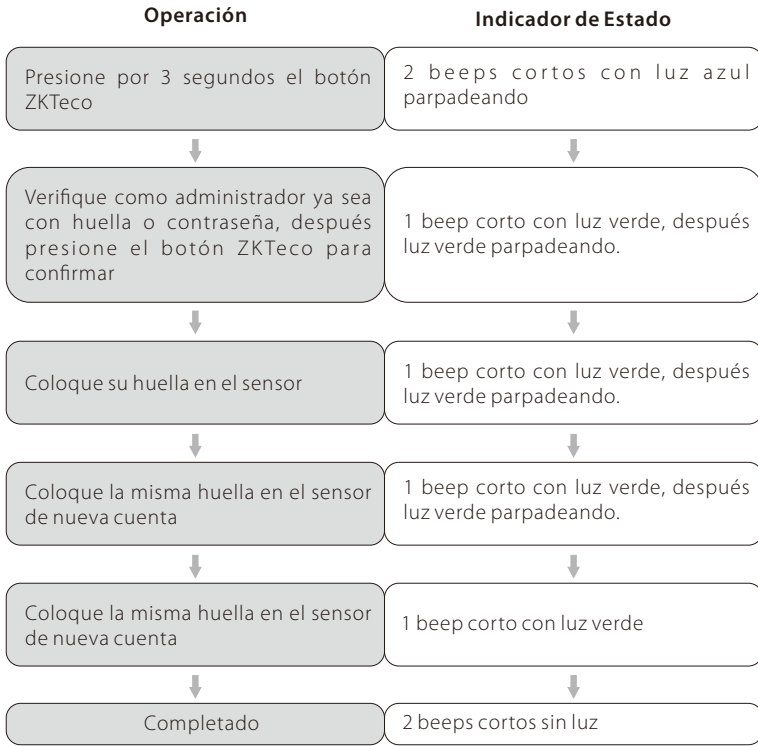 Operación
Indicador de Estado
Presione por 3 segundos el botón
ZKTeco
2 beeps cortos con luz azul
parpadeando
Verifique como administrador ya sea
con huella o contraseña, después
presione el botón ZKTeco para
confirmar
1 beep corto con luz verde, después
luz verde parpadeando.
Coloque su huella en el sensor
1 beep corto con luz verde, después
luz verde parpadeando.
Coloque la misma huella en el sensor
de nueva cuenta
1 beep corto con luz verde, después
luz verde parpadeando.
Coloque la misma huella en el sensor
de nueva cuenta
1 beep corto con luz verde
Completado
2 beeps cortos sin luz